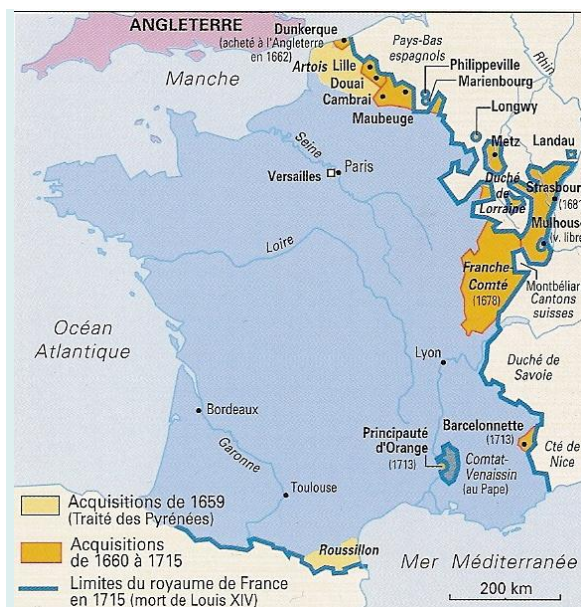 ANGLETERRE
Dunkerque
(acheté à l'Angleterre
en 1662)
Pays-Bas
espagnols
Rhin
Manche
Artois
Lille
Douai
Cambrai
Maubeuge
Philippeville
Marienbourg
Longwy
Metz
Landau
Seine
Versailles
Paris
Duché
de
Lorraine
Strasbour
(1681
Mulhouse
(v. libre
Loire
Franche-
Comté
(1678)
Montbéliar
Cantons
suisses
Océan
Atlantique
Lyon
Duché de
Savoie
Bordeaux
Garonne
Barcelonnette
(1713)
Principauté
d'Orange
(1713)
Comtat-
Venaissin
(au Pape)
Cté de
Nice
Toulouse
Roussillon
Mer Méditerranée
Acquisitions de 1659
(Traité des Pyrénées)
Acquisitions
de 1660 à 1715
Limites du royaume de France
en 1715 (mort de Louis XIV)
200 km